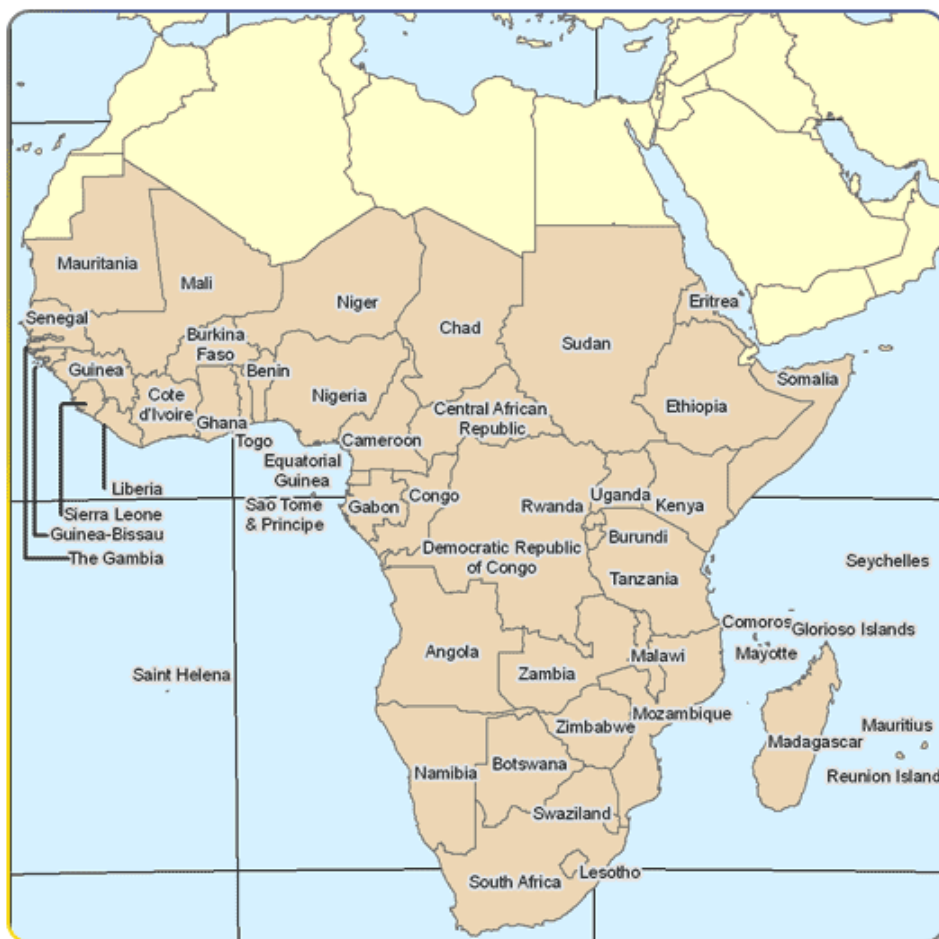 Mauritania
Mali
Niger
Chad
Sudan
Eritrea
Senegal
Burkina
Faso
Guinea
Benin
Nigeria
Cote
d'Ivoire
Ghana
Togo
Cameroon
Central African
Republic
Ethiopia
Somalia
Equatorial
Guinea
Liberia
Sao Tome
& Principe
Gabon
Congo
Rwanda
Uganda
Kenya
Sierra Leone
Guinea-Bissau
The Gambia
Burundi
Democratic Republic
of Congo
Tanzania
Seychelles
Comoros
Glorioso Islands
Mayotte
Angola
Malawi
Zambia
Saint Helena
Mozambique
Zimbabwe
Mauritius
Madagascar
Namibia
Botswana
Reunion Island
Swaziland
Lesotho
South Africa